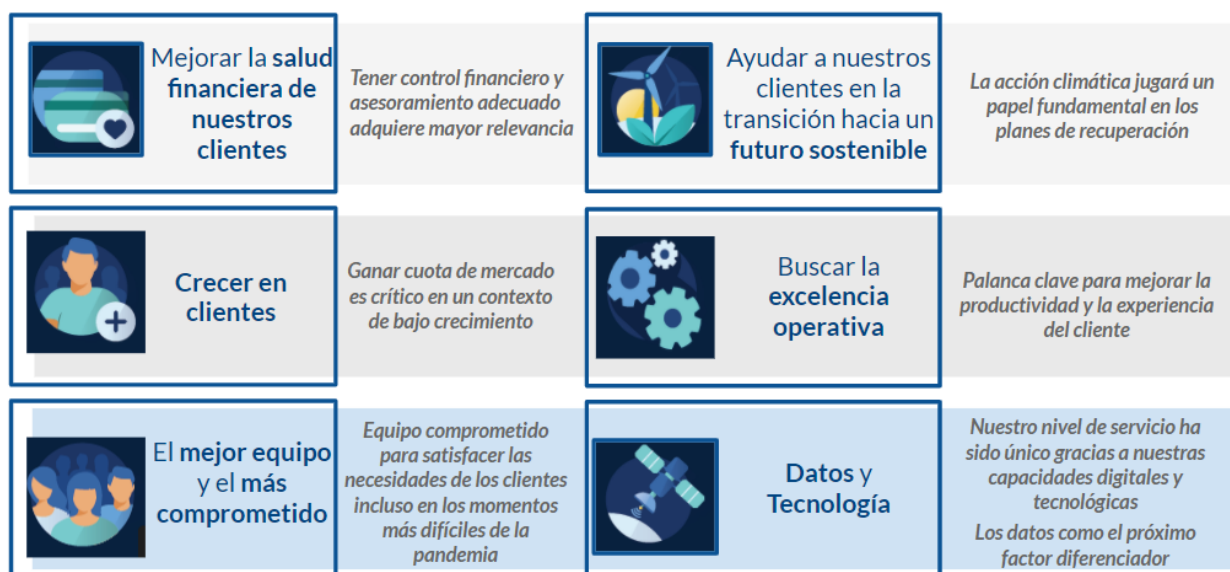 Mejorar la salud
financiera de
nuestros
clientes
Tener control financiero y
asesoramiento adecuado
adquiere mayor relevancia
Ayudar a nuestros
clientes en la
transición hacia un
futuro sostenible
La acción climática jugará un
papel fundamental en los
planes de recuperación
Crecer en
clientes
Ganar cuota de mercado
es crítico en un contexto
de bajo crecimiento
Buscar la
excelencia
operativa
Palanca clave para mejorar la
productividad y la experiencia
del cliente
El mejor equipo
y el más
comprometido
Equipo comprometido
para satisfacer las
necesidades de los clientes
incluso en los momentos
más difíciles de la
pandemia
Datos y
Tecnología
Nuestro nivel de servicio ha
sido único gracias a nuestras
capacidades digitales y
tecnológicas
Los datos como el próximo
factor diferenciador